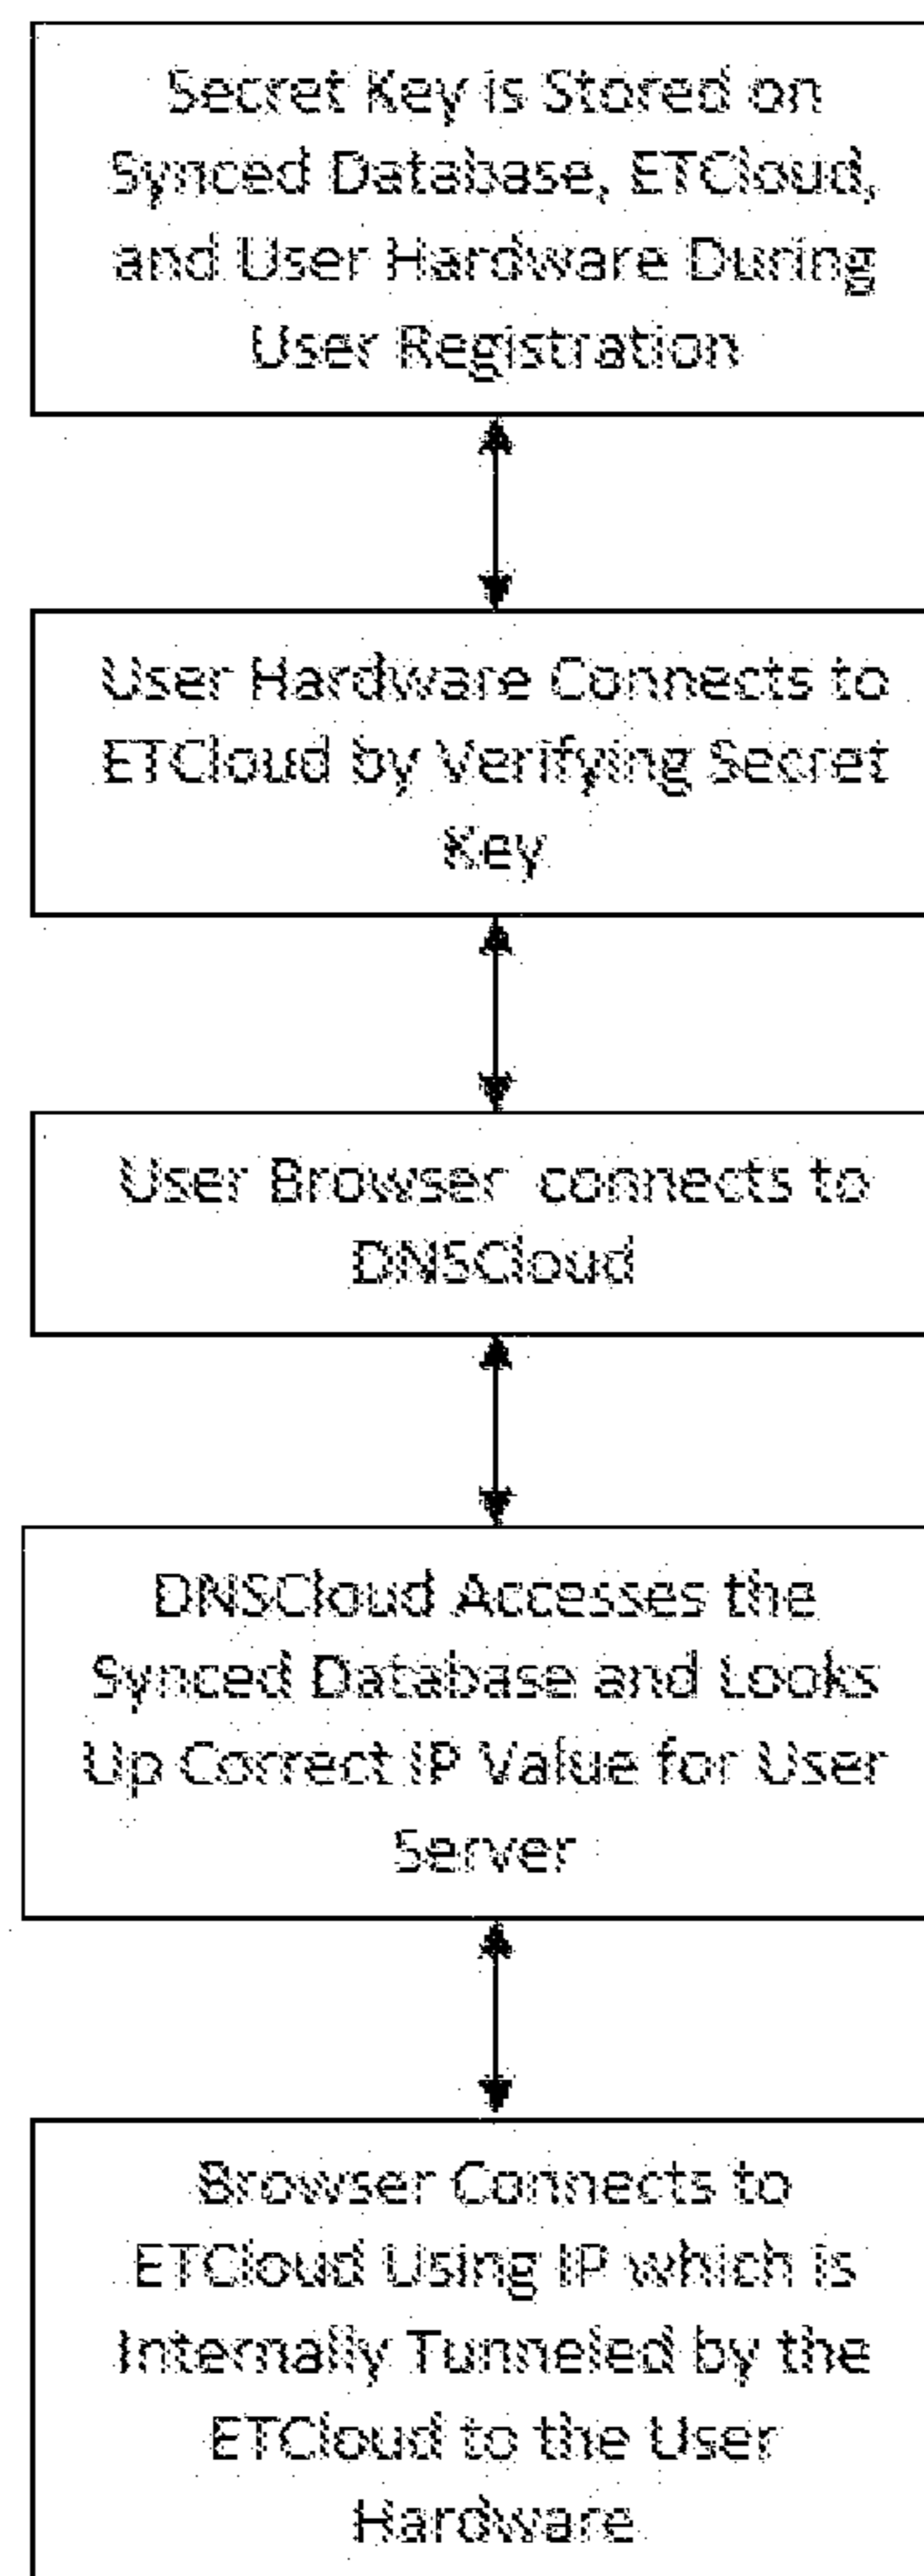 Secret Key is Stored on
Synced Database, ETCloud,
and User Hardware During
User Registration
User Hardware Connects to
ETCloud by Verifying Secret
Key
User Browser connects to
DNSCloud
DNSCloud Accesses the
Synced Database and Looks
Up Correct IP Value for User
Server
Browser Connects to
ETCloud Using IP which is
Internally Tunneled by the
ETCloud to the User
Hardware